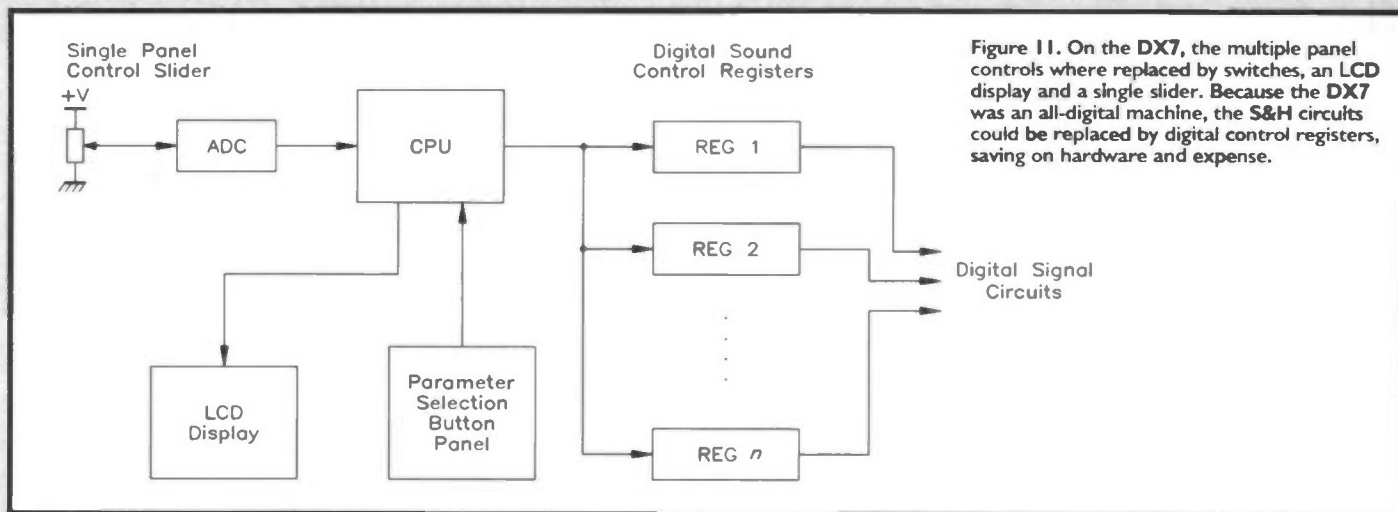 Single Panel
Control Slider
+V
ADC
CPU
LCD
Display
Parameter
Selection
Button
Panel
Digital Sound
Control Registers
REG 1
REG 2
REG n
Digital Signal
Circuits
Figure 11. On the DX7, the multiple panel
controls where replaced by switches, an LCD
display and a single slider. Because the DX7
was an all-digital machine, the S&H circuits
could be replaced by digital control registers,
saving on hardware and expense.